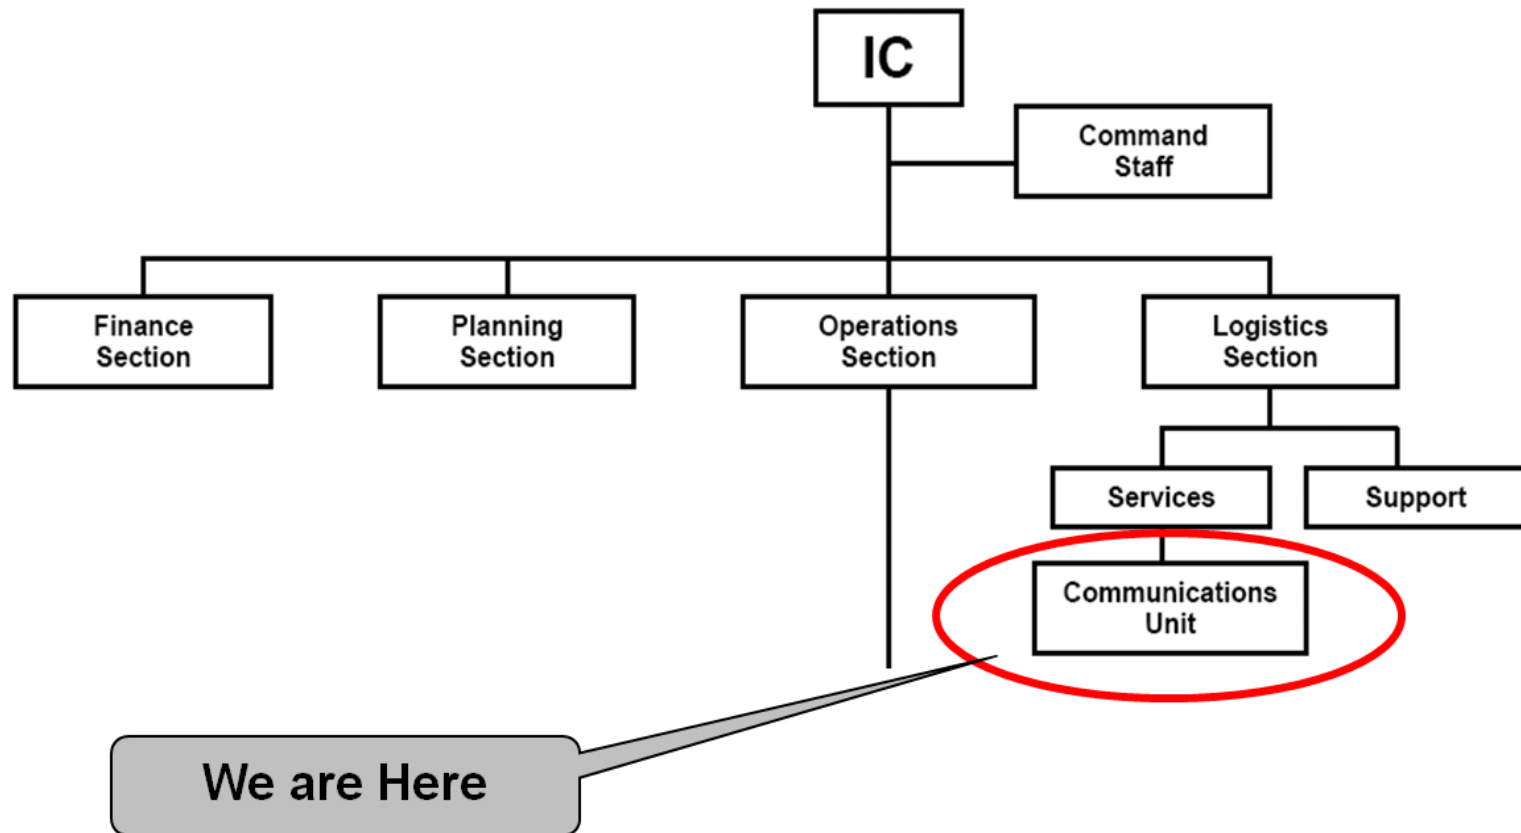 IC
Command
Staff
Finance
Section
Planning
Section
Operations
Section
Logistics
Section
Services
Support
Communications
Unit
We are Here